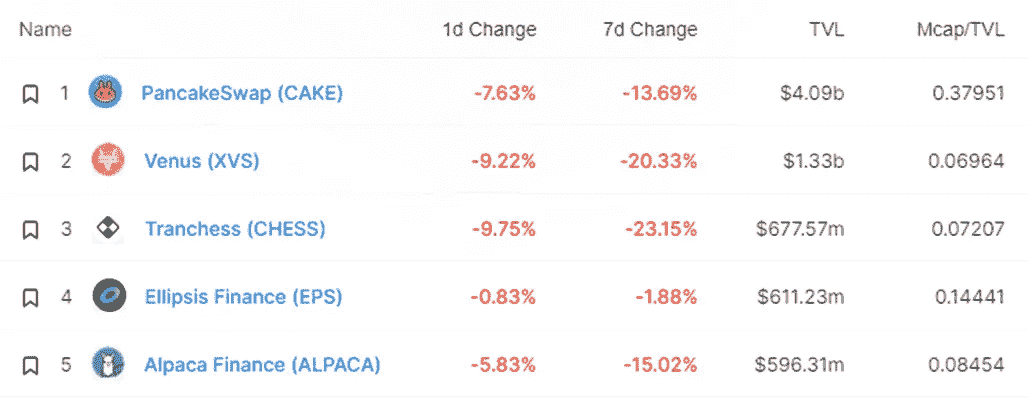 Name 1d Change 7d Change TVL Mcap/TVL
1 PancakeSwap (CAKE) -7.63% -13.69% $4.09b 0.37951
2 Venus (XVS) -9.22% -20.33% $1.33b 0.06964
3 Tranchess (CHESS) -9.75% -23.15% $677.57m 0.07207
4 Ellipsis Finance (EPS) -0.83% -1.88% $611.23m 0.14441
5 Alpaca Finance (ALPACA) -5.83% -15.02% $596.31m 0.08454